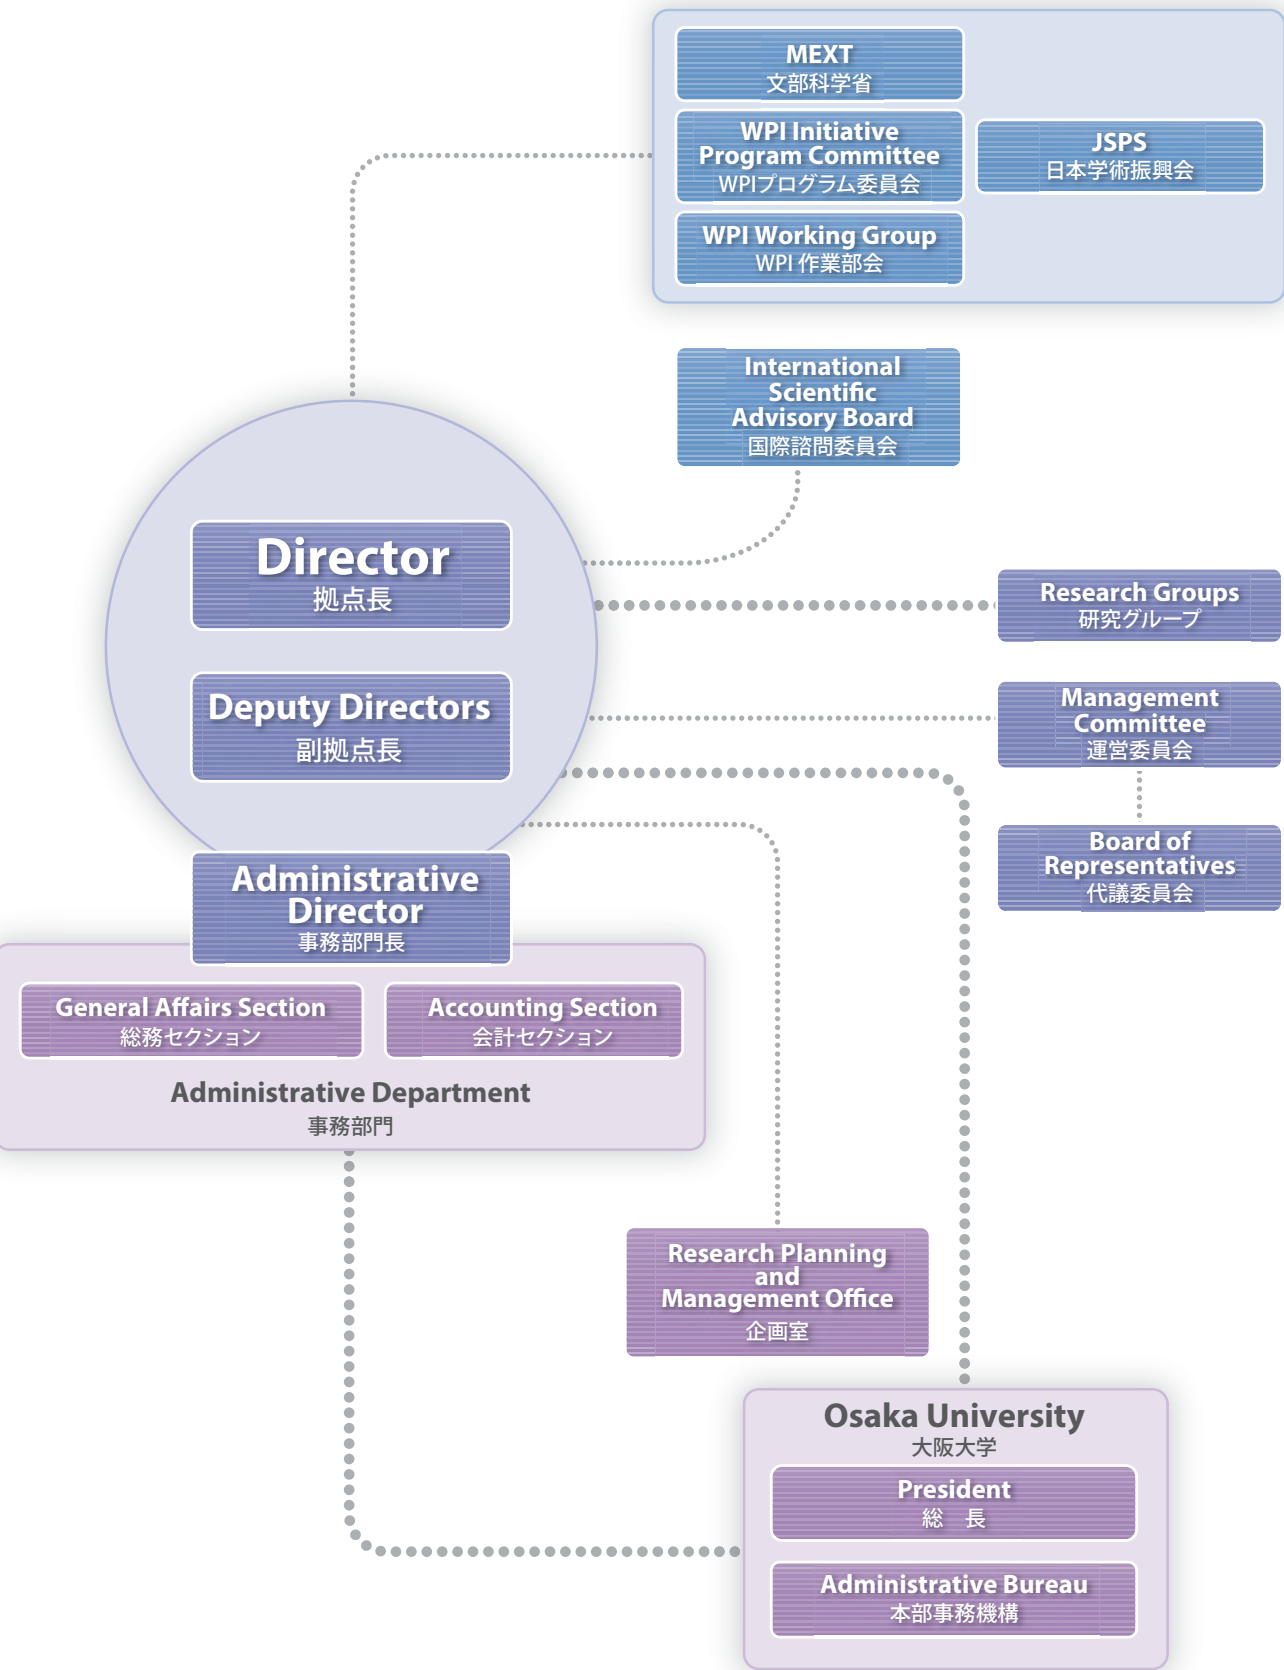 MEXT
文部科学省
WPI Initiative
Program Committee
WPIプログラム委員会
JSPS
日本学術振興会
WPI Working Group
WPI 作業部会
International
Scientific
Advisory Board
国際諮問委員会
Director
拠点長
Research Groups
研究グループ
Deputy Directors
副拠点長
Management
Committee
運営委員会
Board of
Representatives
代議委員会
Administrative
Director
事務部門長
General Affairs Section
総務セクション
Accounting Section
会計セクション
Administrative Department
事務部門
Research Planning
and
Management Office
企画室
Osaka University
大阪大学
President
総　長
Administrative Bureau
本部事務機構